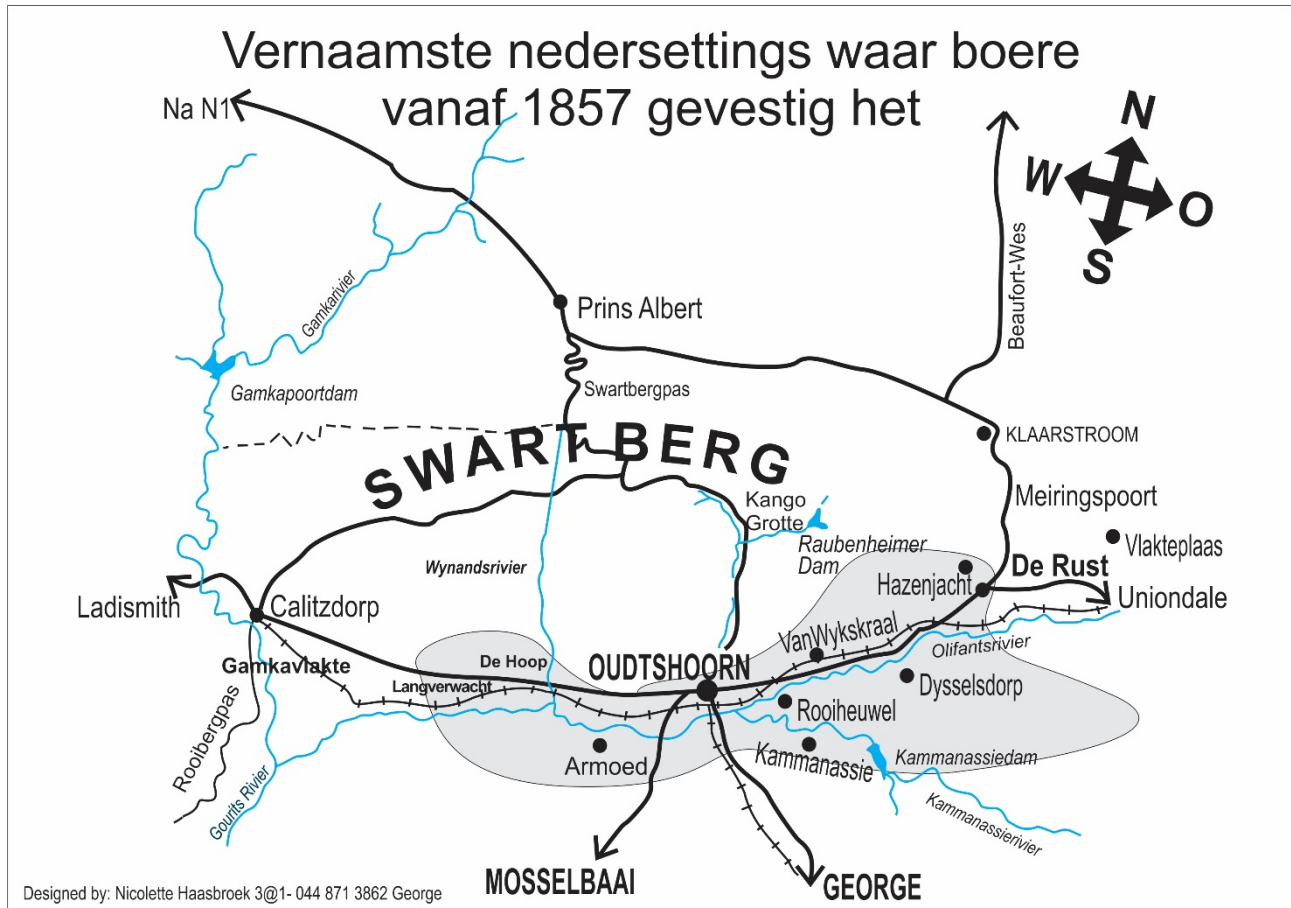 Vernaamste nedersettings waar boere
vanaf 1857 gevestig het
Na N1
N
W
O
S
Gamkarivier
Beaufort-Wes
Prins Albert
Gamkapoortdam
Swartbergpas
SWARTBERG
KLAARSTROOM
Meiringspoort
Kango
Grotte
Raubenheimer
Dam
Vlakteplaas
De Rust
Hazenjacht
Uniondale
Wynandsrivier
Ladismith
Calitzdorp
VanWykskraal
Olifantsrivier
Gamkavlakte
De Hoop
OUDTSHOORN
Langverwacht
Dysselsdorp
Rooiheuwel
Rooibergpas
Armoed
Kammanassie
Kammanassiedam
Gourits Rivier
Kammanassierivier
MOSSELBAAI
GEORGE
Designed by: Nicolette Haasbroek 3@1- 044 871 3862 George